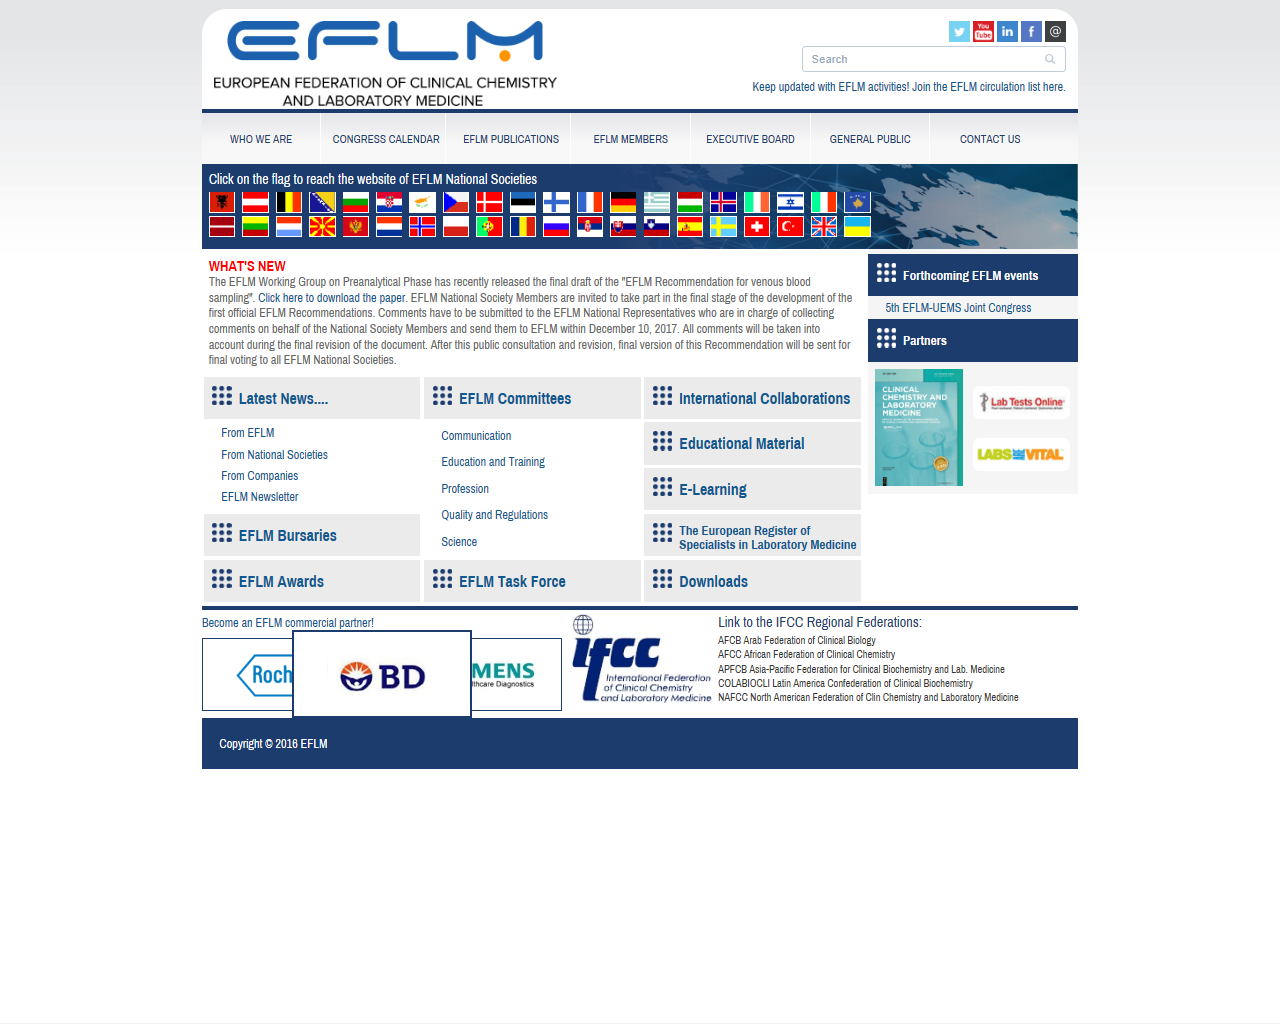 EFLM
EUROPEAN FEDERATION OF CLINICAL CHEMISTRY
AND LABORATORY MEDICINE
You
Tube
in
f
@
Search
Keep updated with EFLM activities! Join the EFLM circulation list here.
WHO WE ARE
CONGRESS CALENDAR
EFLM PUBLICATIONS
EFLM MEMBERS
EXECUTIVE BOARD
GENERAL PUBLIC
CONTACT US
Click on the flag to reach the website of EFLM National Societies
WHAT'S NEW
The EFLM Working Group on Preanalytical Phase has recently released the final draft of the "EFLM Recommendation for venous blood
sampling". Click here to download the paper. EFLM National Society Members are invited to take part in the final stage of the development of the
first official EFLM Recommendations. Comments have to be submitted to the EFLM National Representatives who are in charge of collecting
comments on behalf of the National Society Members and send them to EFLM within December 10, 2017. All comments will be taken into
account during the final revision of the document. After this public consultation and revision, final version of this Recommendation will be sent for
final voting to all EFLM National Societies.
Forthcoming EFLM events
5th EFLM-UEMS Joint Congress
Partners
CLINICAL
CHEMISTRY AND
LABORATORY
MEDICINE
Lab Tests Online
LABS ARE VITAL
Latest News....
From EFLM
From National Societies
From Companies
EFLM Newsletter
EFLM Bursaries
EFLM Awards
EFLM Committees
Communication
Education and Training
Profession
Quality and Regulations
Science
EFLM Task Force
International Collaborations
Educational Material
E-Learning
The European Register of
Specialists in Laboratory Medicine
Downloads
Become an EFLM commercial partner!
Roch
BD
MENS
lthcare Diagnostics
IFCC
International Federation
of Clinical Chemistry
and Laboratory Medicine
Link to the IFCC Regional Federations:
AFCB Arab Federation of Clinical Biology
AFCC African Federation of Clinical Chemistry
APFCB Asia-Pacific Federation for Clinical Biochemistry and Lab. Medicine
COLABIOCLI Latin America Confederation of Clinical Biochemistry
NAFCC North American Federation of Clin Chemistry and Laboratory Medicine
Copyright © 2016 EFLM